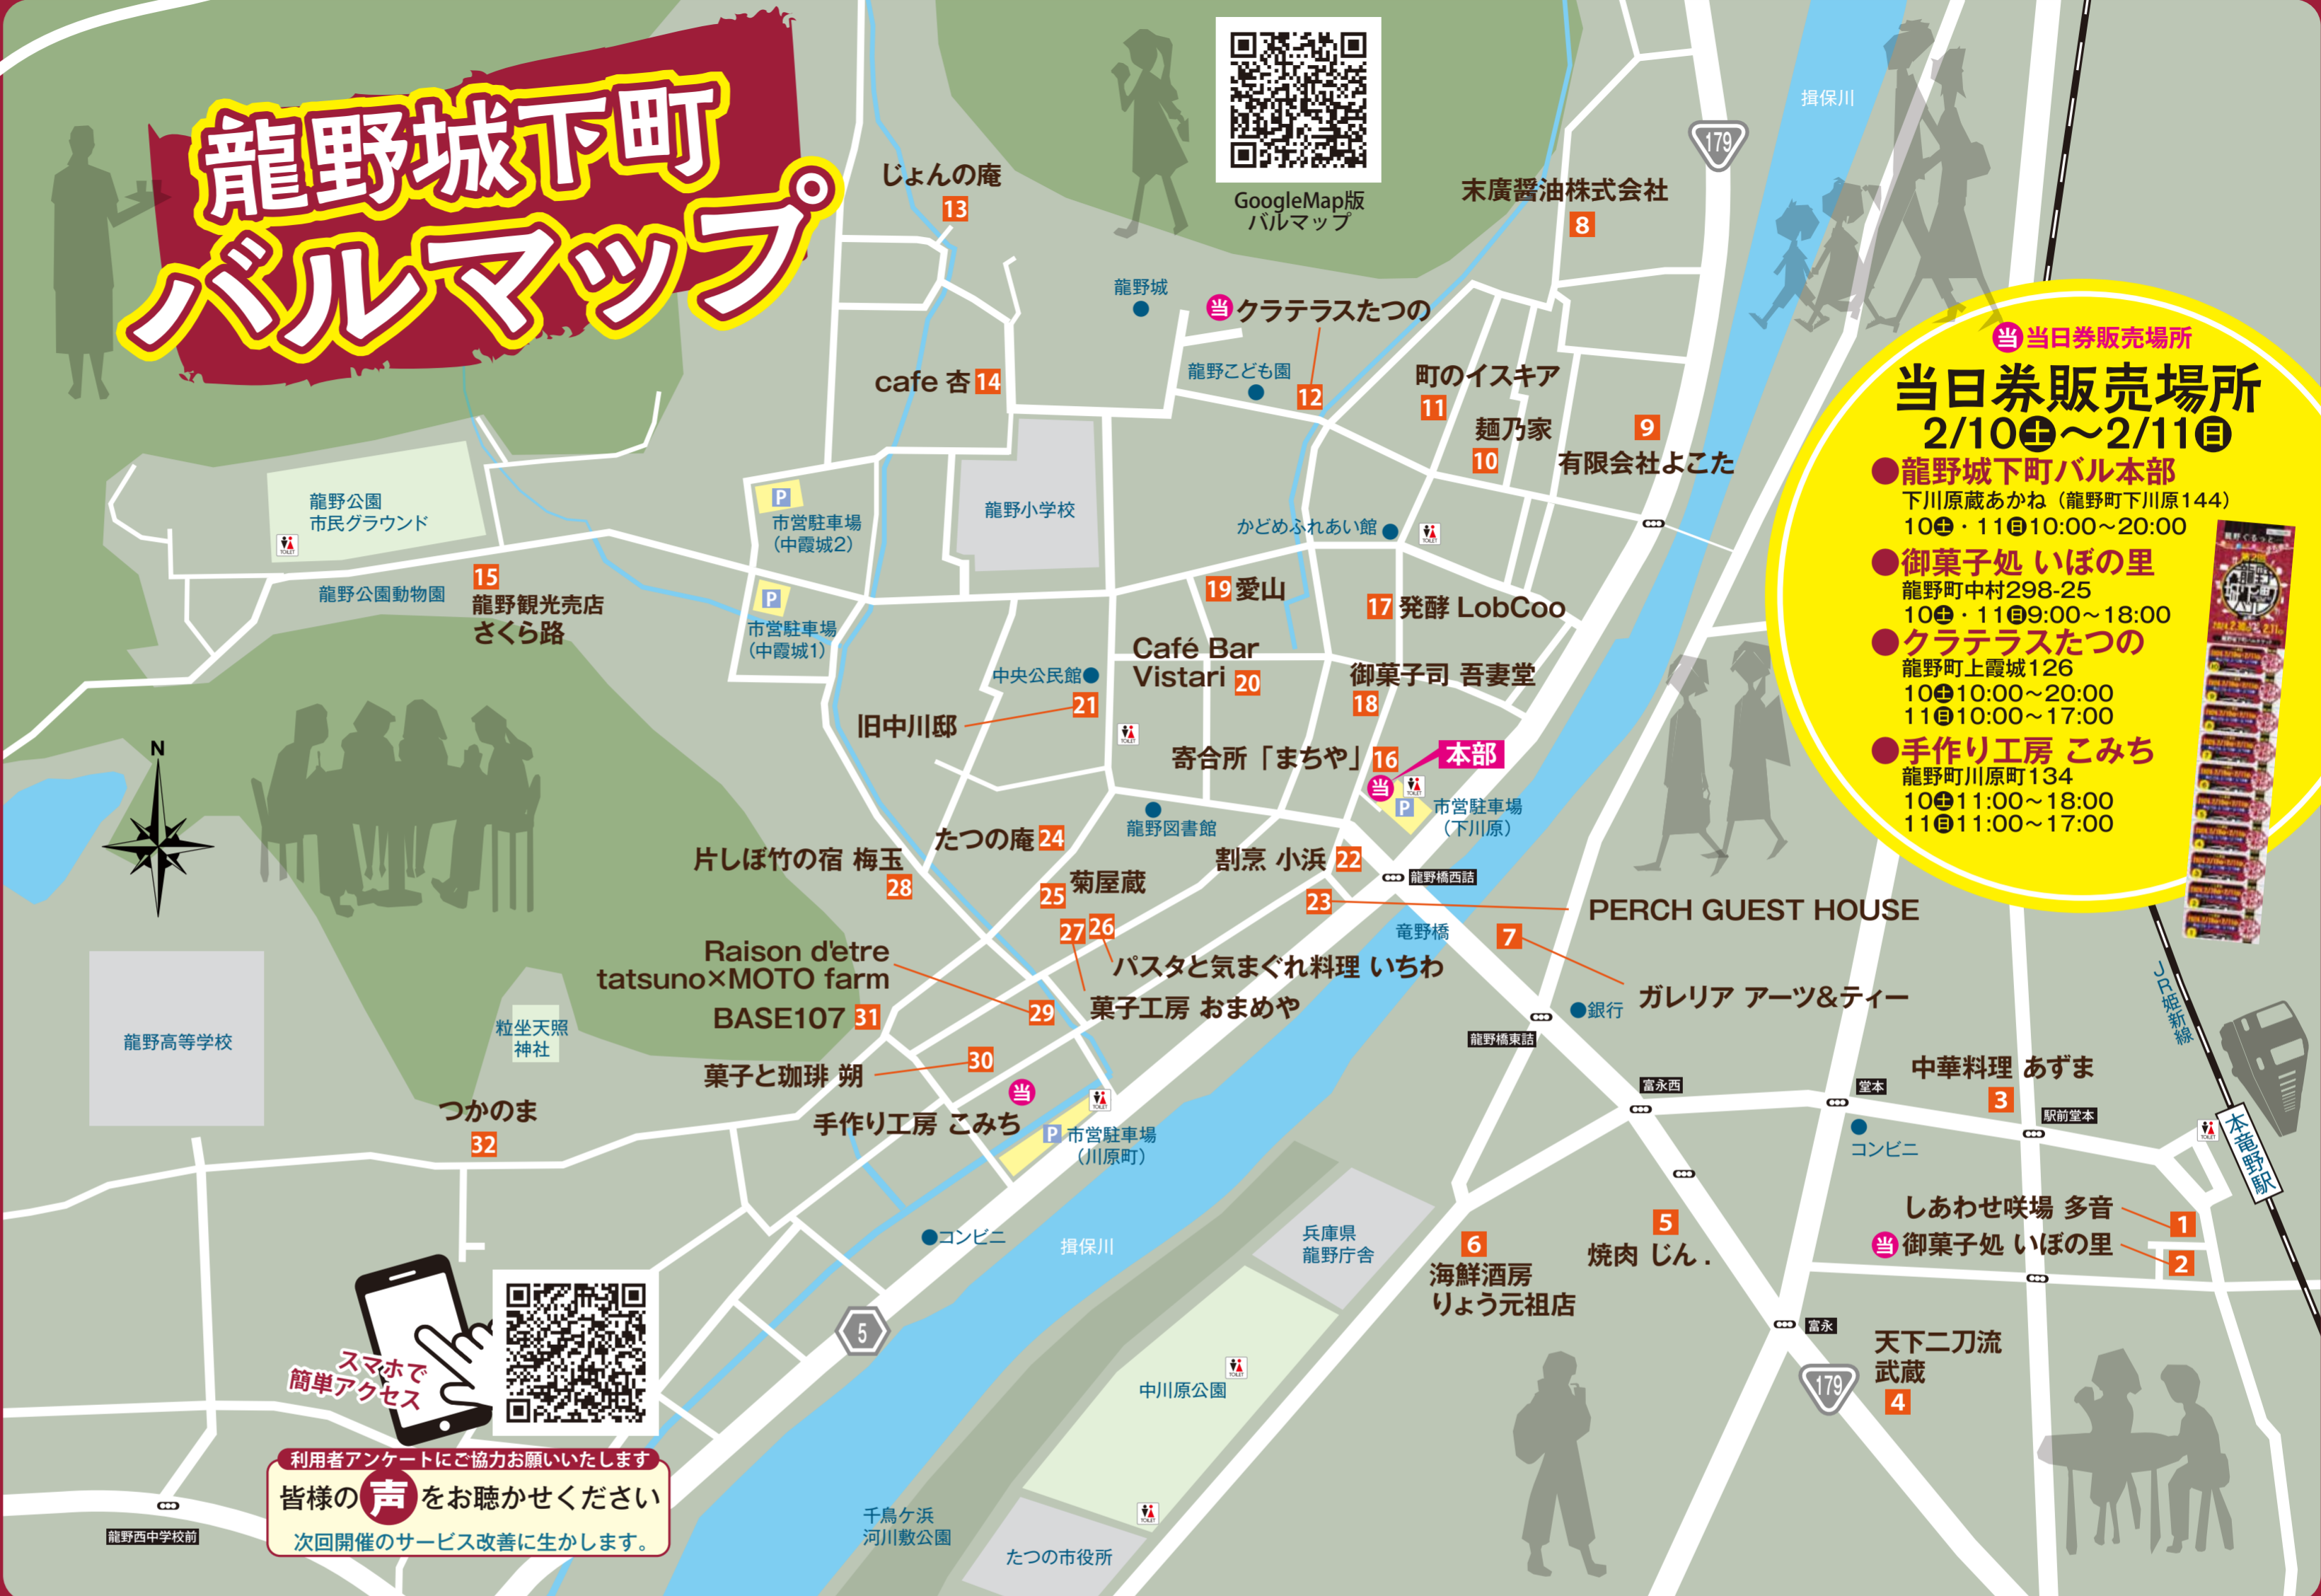 龍野城下町
バルマップ
GoogleMap版
バルマップ
179
揖保川
じょんの庵
13
末廣醤油株式会社
8
龍野城
当 クラテラスたつの
12
龍野こども園
cafe 杏 14
町のイスキア
11
麺乃家
10
9
有限会社よこた
龍野公園
市民グラウンド
TOILET
P
市営駐車場
（中霞城2）
龍野小学校
かどめふれあい館
TOILET
龍野公園動物園
15
龍野観光売店
さくら路
P
市営駐車場
（中霞城1）
19 愛山
17 発酵 LobCoo
中央公民館
21
旧中川邸
Café Bar
Vistari 20
御菓子司 吾妻堂
18
TOILET
寄合所「まちや」 16
本部
当
TOILET
P 市営駐車場
（下川原）
N
龍野図書館
たつの庵 24
片しぼ竹の宿 梅玉
28
割烹 小浜 22
龍野橋西詰
25 菊屋蔵
23
PERCH GUEST HOUSE
27 26
竜野橋
7
パスタと気まぐれ料理 いちわ
ガレリア アーツ&ティー
Raison d'etre
tatsuno×MOTO farm
29
菓子工房 おまめや
BASE107 31
銀行
龍野橋東詰
龍野高等学校
粒坐天照
神社
菓子と珈琲 朔
30
当
手作り工房 こみち
TOILET
P 市営駐車場
（川原町）
つかのま
32
富永西
堂本
中華料理 あずま
3
駅前堂本
コンビニ
JR姫新線
TOILET
本竜野駅
しあわせ咲場 多音
1
当 御菓子処 いぼの里
2
5
焼肉 じん．
6
海鮮酒房
りょう元祖店
兵庫県
龍野庁舎
コンビニ
揖保川
5
富永
179
天下二刀流
武蔵
4
中川原公園
TOILET
TOILET
千鳥ケ浜
河川敷公園
たつの市役所
龍野西中学校前
スマホで
簡単アクセス
利用者アンケートにご協力お願いいたします
皆様の声をお聴かせください
次回開催のサービス改善に生かします。
当 当日券販売場所
当日券販売場所
2/10土～2/11日
●龍野城下町バル本部
下川原蔵あかね（龍野町下川原144）
10土・11日10:00～20:00
●御菓子処 いぼの里
龍野町中村298-25
10土・11日9:00～18:00
●クラテラスたつの
龍野町上霞城126
10土10:00～20:00
11日10:00～17:00
●手作り工房 こみち
龍野町川原町134
10土11:00～18:00
11日11:00～17:00